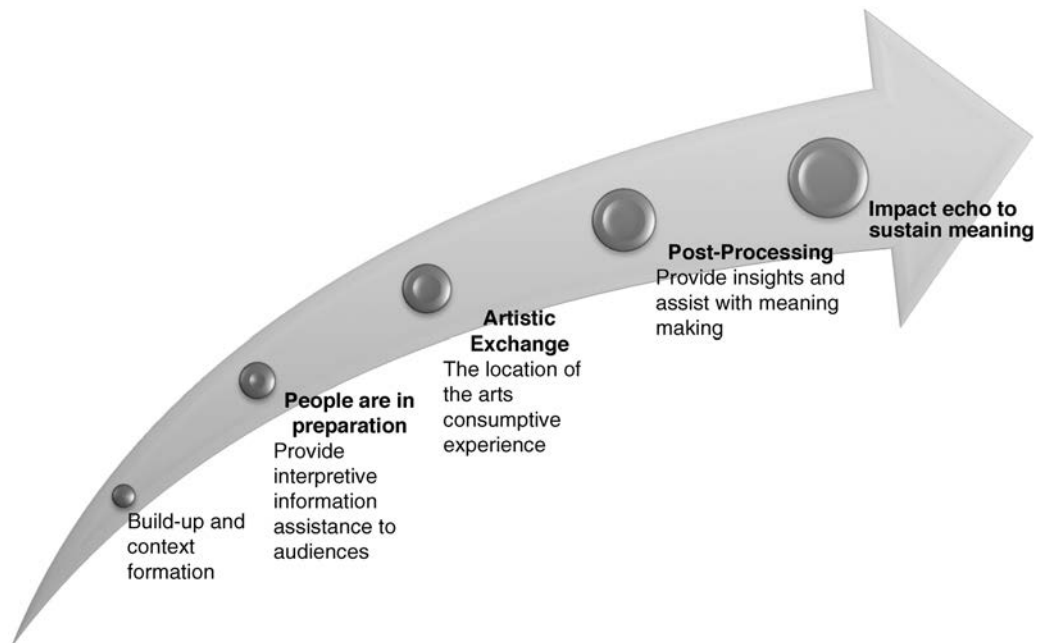 Build-up and
context
formation
People are in
preparation
Provide
interpretive
information
assistance to
audiences
Artistic
Exchange
The location of
the arts
consumptive
experience
Post-Processing
Provide insights and
assist with meaning
making
Impact echo to
sustain meaning